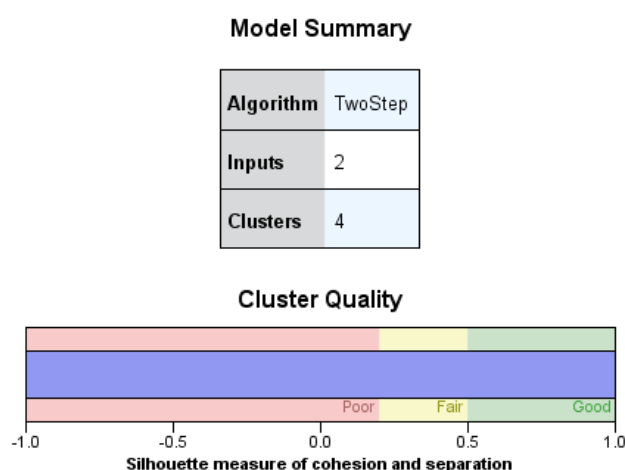 Model Summary
Algorithm TwoStep
Inputs 2
Clusters 4
Cluster Quality
Poor Fair Good
-1.0 -0.5 0.0 0.5 1.0
Silhouette measure of cohesion and separation